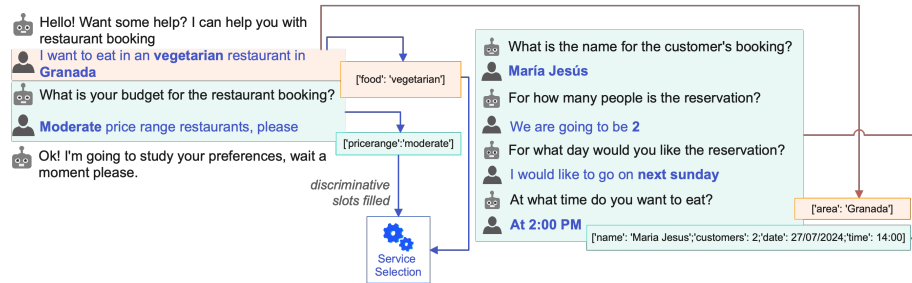 Hello! Want some help? I can help you with
restaurant booking
I want to eat in an vegetarian restaurant in
Granada
['food': 'vegetarian']
What is your budget for the restaurant booking?
Moderate price range restaurants, please
['pricerange':'moderate']
Ok! I'm going to study your preferences, wait a
moment please.
discriminative
slots filled
Service
Selection
What is the name for the customer's booking?
María Jesús
For how many people is the reservation?
We are going to be 2
For what day would you like the reservation?
I would like to go on next sunday
At what time do you want to eat?
At 2:00 PM
['area': 'Granada']
['name': 'Maria Jesus';'customers': 2;'date': 27/07/2024;'time': 14:00]